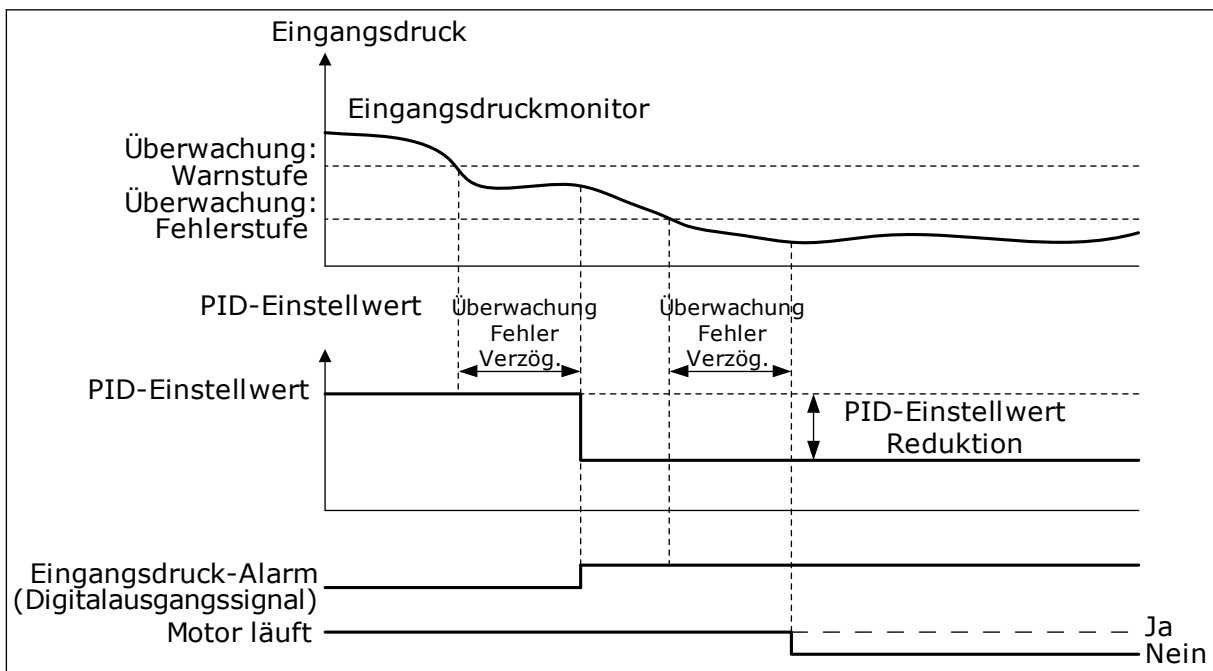 Eingangsdruck
Eingangsdruckmonitor
Überwachung:
Warnstufe
Überwachung:
Fehlerstufe
PID-Einstellwert
Überwachung
Fehler
Verzög.
Überwachung
Fehler
Verzög.
PID-Einstellwert
PID-Einstellwert
Reduktion
Eingangsdruck-Alarm
(Digitalausgangssignal)
Motor läuft
Ja
Nein